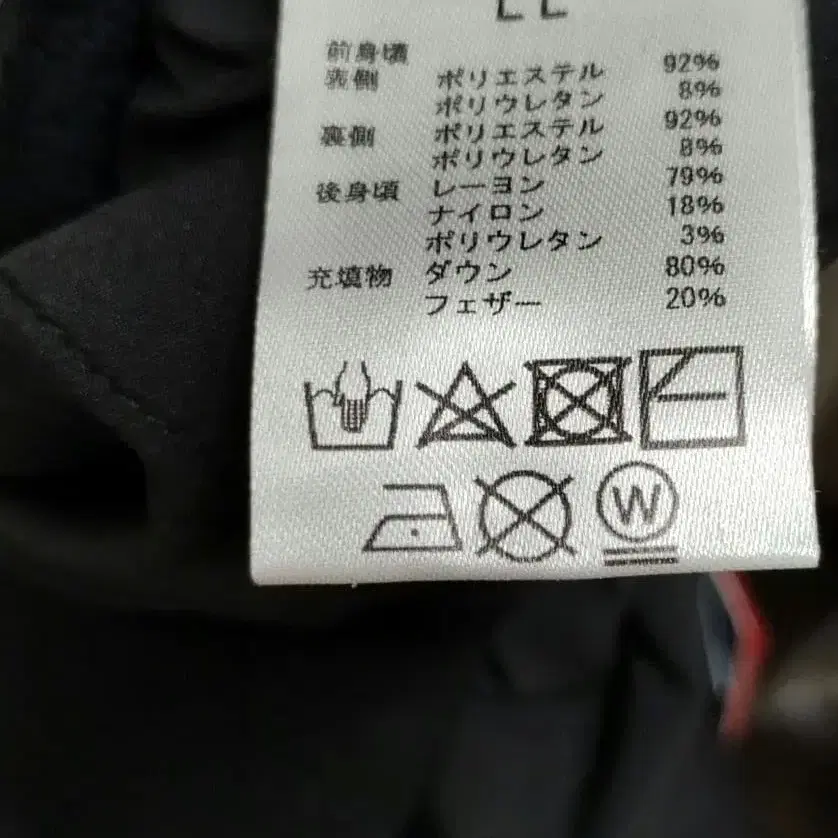 LL
前身頃
表側 ポリエステル 92%
ポリウレタン 8%
裏側 ポリエステル 92%
ポリウレタン 8%
後身頃 レーヨン 79%
ナイロン 18%
ポリウレタン 3%
充填物 ダウン 80%
フェザー 20%
W